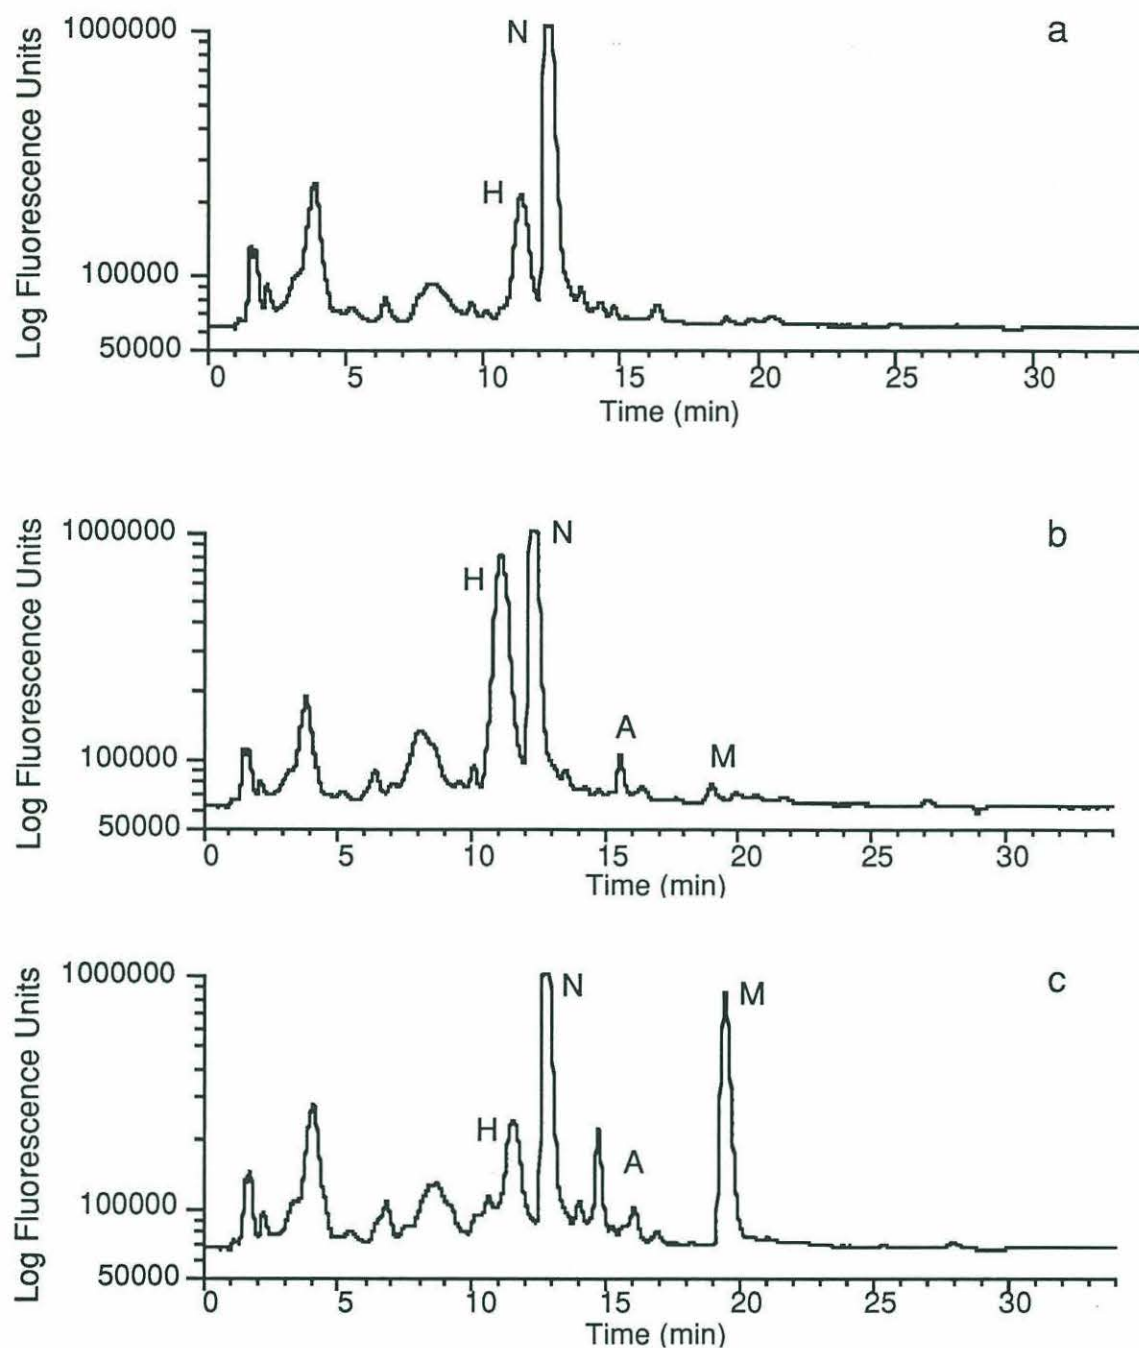 a
Log Fluorescence Units
1000000
100000
50000
H
N
0 5 10 15 20 25 30
Time (min)
b
Log Fluorescence Units
1000000
100000
50000
H
N
A
M
0 5 10 15 20 25 30
Time (min)
c
Log Fluorescence Units
1000000
100000
50000
H
N
A
M
0 5 10 15 20 25 30
Time (min)